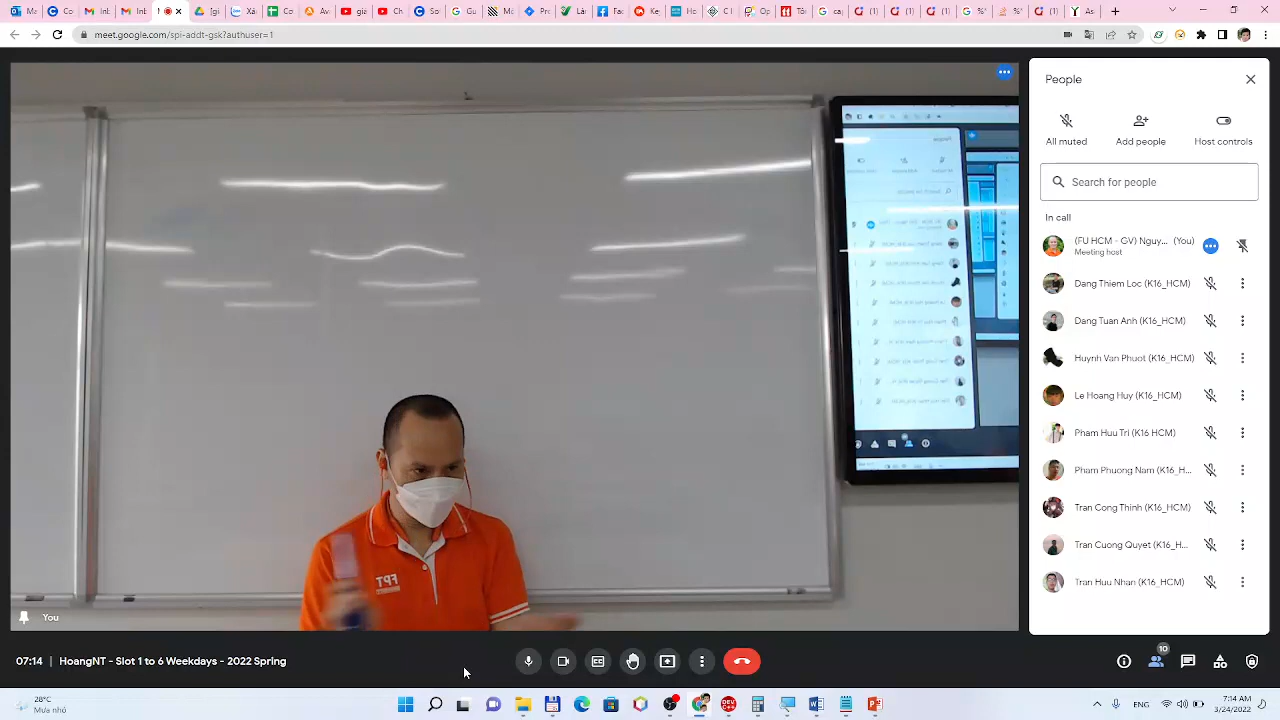 meet.google.com/spi-addt-gsk?authuser=1
People
All muted
Add people
Host controls
Search for people
In call
(FU HCM - GV) Nguy... (You)
Meeting host
Dang Thiem Loc (K16_HCM)
Dang Tuan Anh (K16_HCM)
Huynh Van Phuot (K16_HCM)
Le Hoang Huy (K16_HCM)
Pham Huu Tri (K16 HCM)
Pham Phuong Nam (K16_H...
Tran Cong Thinh (K16_HCM)
Tran Cuong Quyet (K16_H...
Tran Huu Nhan (K16_HCM)
FPT
You
07:14 | HoangNT - Slot 1 to 6 Weekdays - 2022 Spring
10
28°C
Mưa nhỏ
ENG
7:14 AM
3/24/2022